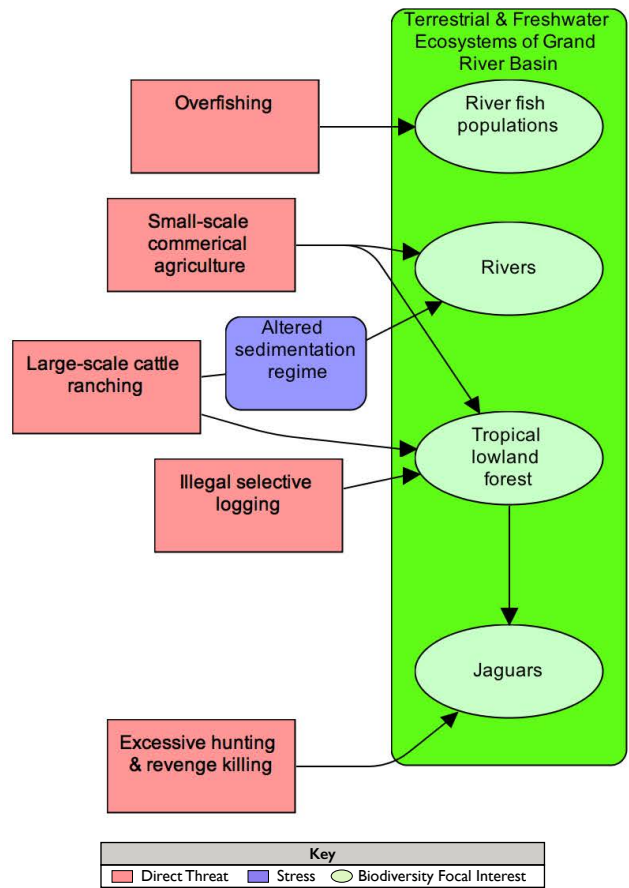 Terrestrial & Freshwater
Ecosystems of Grand
River Basin
Overfishing
River fish
populations
Small-scale
commerical
agriculture
Rivers
Altered
sedimentation
regime
Large-scale cattle
ranching
Tropical
lowland
forest
Illegal selective
logging
Jaguars
Excessive hunting
& revenge killing
Key
Direct Threat
Stress
Biodiversity Focal Interest